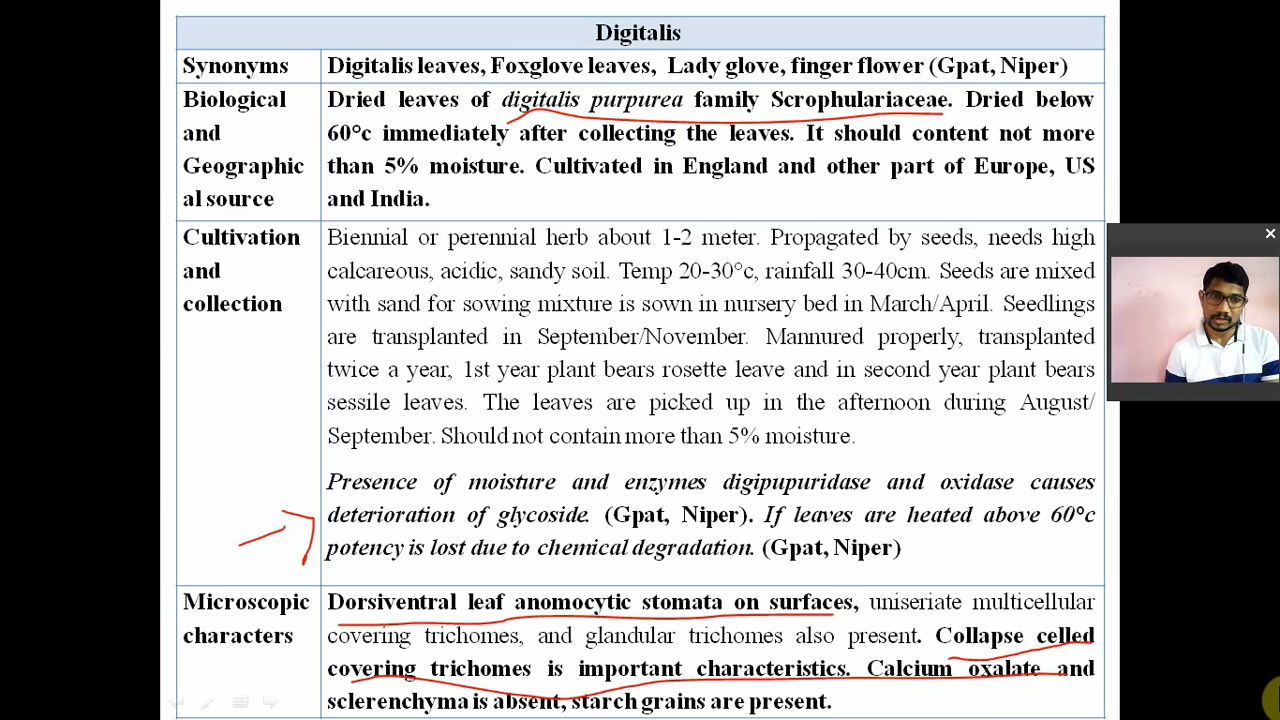 Digitalis
Synonyms
Digitalis leaves, Foxglove leaves, Lady glove, finger flower (Gpat, Niper)
Biological
and
Geographic
al source
Dried leaves of digitalis purpurea family Scrophulariaceae. Dried below
60°c immediately after collecting the leaves. It should content not more
than 5% moisture. Cultivated in England and other part of Europe, US
and India.
Cultivation
and
collection
Biennial or perennial herb about 1-2 meter. Propagated by seeds, needs high
calcareous, acidic, sandy soil. Temp 20-30°c, rainfall 30-40cm. Seeds are mixed
with sand for sowing mixture is sown in nursery bed in March/April. Seedlings
are transplanted in September/November. Mannured properly, transplanted
twice a year, 1st year plant bears rosette leave and in second year plant bears
sessile leaves. The leaves are picked up in the afternoon during August/
September. Should not contain more than 5% moisture.
Presence of moisture and enzymes digipupuridase and oxidase causes
deterioration of glycoside. (Gpat, Niper). If leaves are heated above 60°c
potency is lost due to chemical degradation. (Gpat, Niper)
Microscopic
characters
Dorsiventral leaf anomocytic stomata on surfaces, uniseriate multicellular
covering trichomes, and glandular trichomes also present. Collapse celled
covering trichomes is important characteristics. Calcium oxalate and
sclerenchyma is absent, starch grains are present.